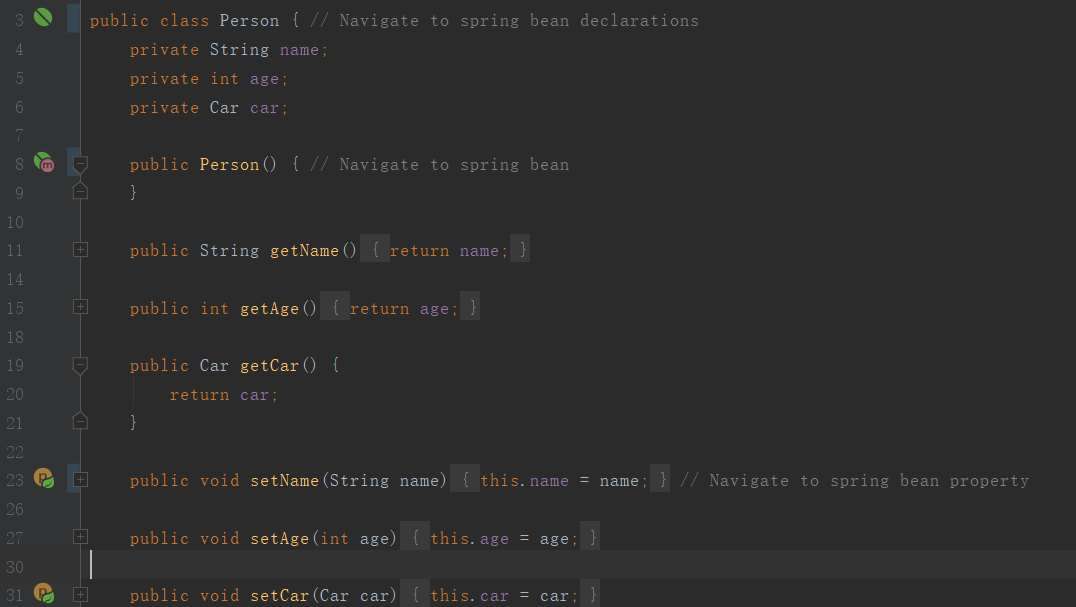 3 public class Person { // Navigate to spring bean declarations
4 private String name;
5 private int age;
6 private Car car;
7
8 m public Person() { // Navigate to spring bean
9 }
10
11 public String getName() { return name; }
14
15 public int getAge() { return age; }
18
19 public Car getCar() {
20 return car;
21 }
22
23 public void setName(String name) { this.name = name; } // Navigate to spring bean property
26
27 public void setAge(int age) { this.age = age; }
30
31 public void setCar(Car car) { this.car = car; }